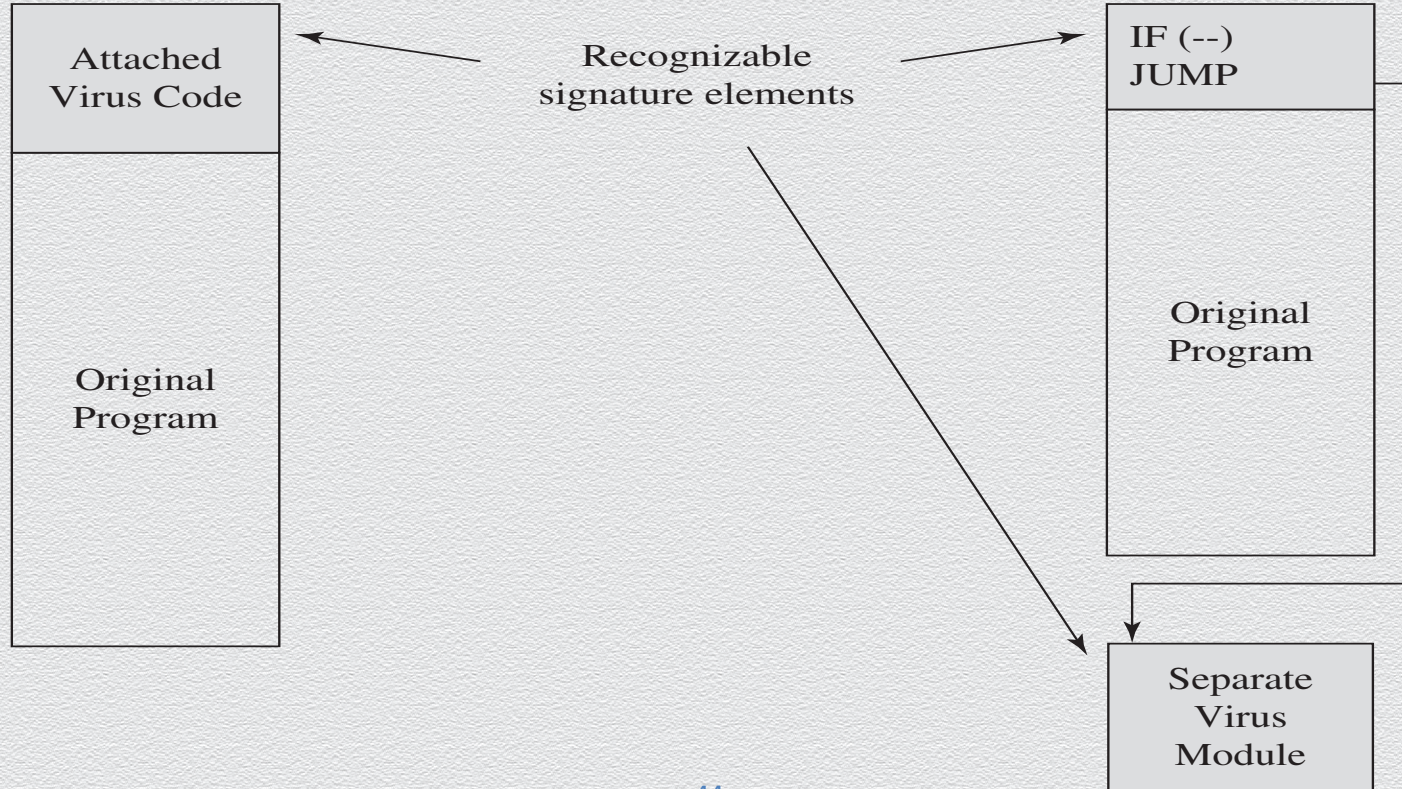 Attached
Virus Code
Original
Program
Recognizable
signature elements
IF (--)
JUMP
Original
Program
Separate
Virus
Module